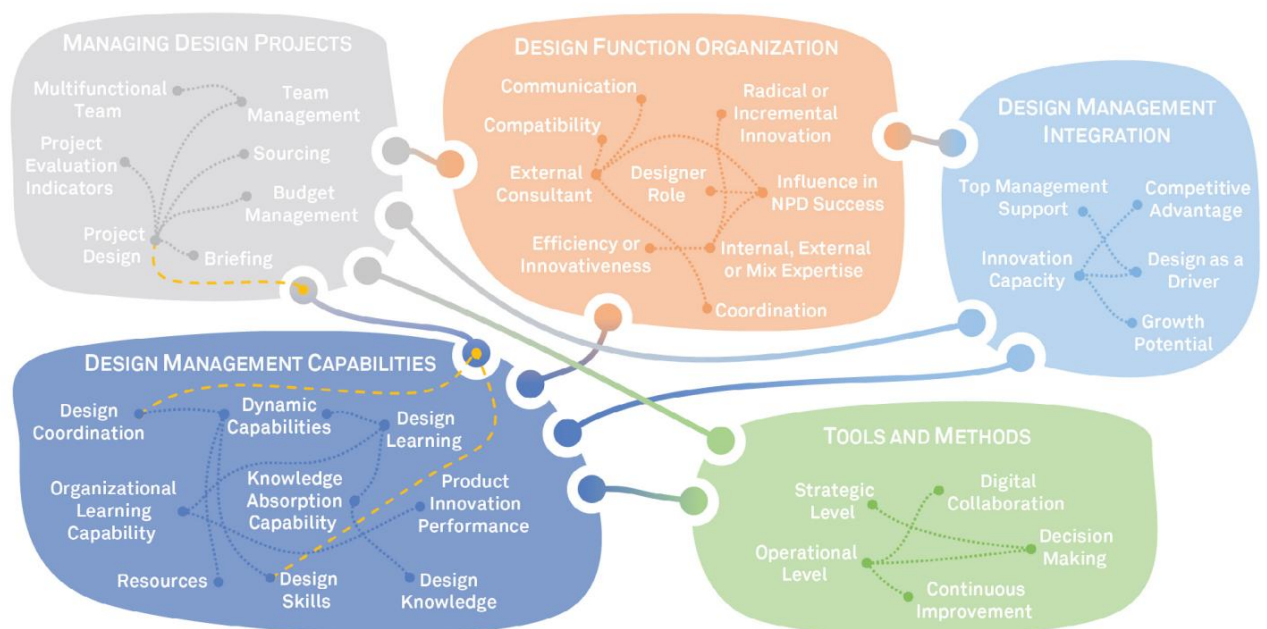 MANAGING DESIGN PROJECTS
Multifunctional
Team
Team
Management
Project
Evaluation
Indicators
Sourcing
Budget
Management
Project
Design
Briefing
DESIGN FUNCTION ORGANIZATION
Communication
Radical or
Incremental
Innovation
Compatibility
External
Consultant
Designer
Role
Influence in
NPD Success
Efficiency or
Innovativeness
Internal, External
or Mix Expertise
Coordination
DESIGN MANAGEMENT
INTEGRATION
Top Management
Support
Competitive
Advantage
Innovation
Capacity
Design as a
Driver
Growth
Potential
DESIGN MANAGEMENT CAPABILITIES
Design
Coordination
Dynamic
Capabilities
Design
Learning
Organizational
Learning
Capability
Knowledge
Absorption
Capability
Product
Innovation
Performance
Resources
Design
Skills
Design
Knowledge
TOOLS AND METHODS
Strategic
Level
Digital
Collaboration
Operational
Level
Decision
Making
Continuous
Improvement